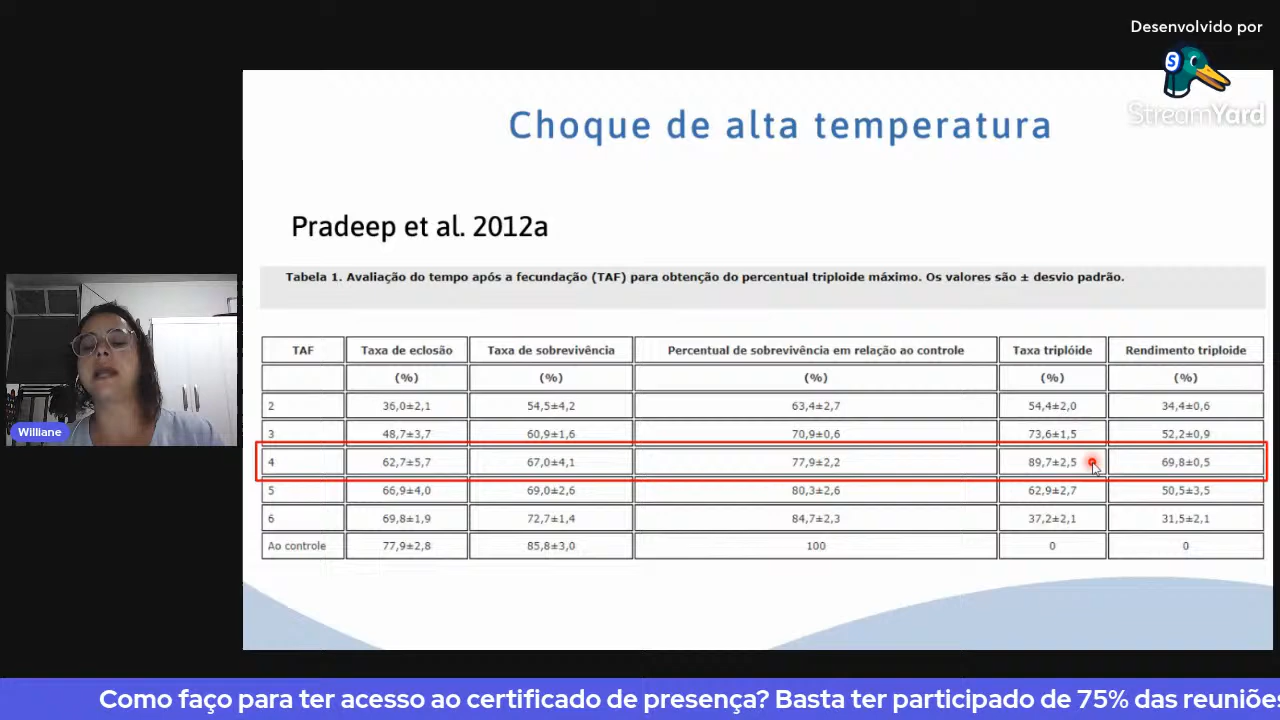 Desenvolvido por
StreamYard
Choque de alta temperatura
Pradeep et al. 2012a
Tabela 1. Avaliação do tempo após a fecundação (TAF) para obtenção do percentual triploide máximo. Os valores são ± desvio padrão.
TAF Taxa de eclosão Taxa de sobrevivência Percentual de sobrevivência em relação ao controle Taxa triplóide Rendimento triploide
(%) (%) (%) (%) (%)
2 36,0±2,1 54,5±4,2 63,4±2,7 54,4±2,0 34,4±0,6
3 48,7±3,7 60,9±1,6 70,9±0,6 73,6±1,5 52,2±0,9
4 62,7±5,7 67,0±4,1 77,9±2,2 89,7±2,5 69,8±0,5
5 66,9±4,0 69,0±2,6 80,3±2,6 62,9±2,7 50,5±3,5
6 69,8±1,9 72,7±1,4 84,7±2,3 37,2±2,1 31,5±2,1
Ao controle 77,9±2,8 85,8±3,0 100 0 0
Williane
Como faço para ter acesso ao certificado de presença? Basta ter participado de 75% das reuniões